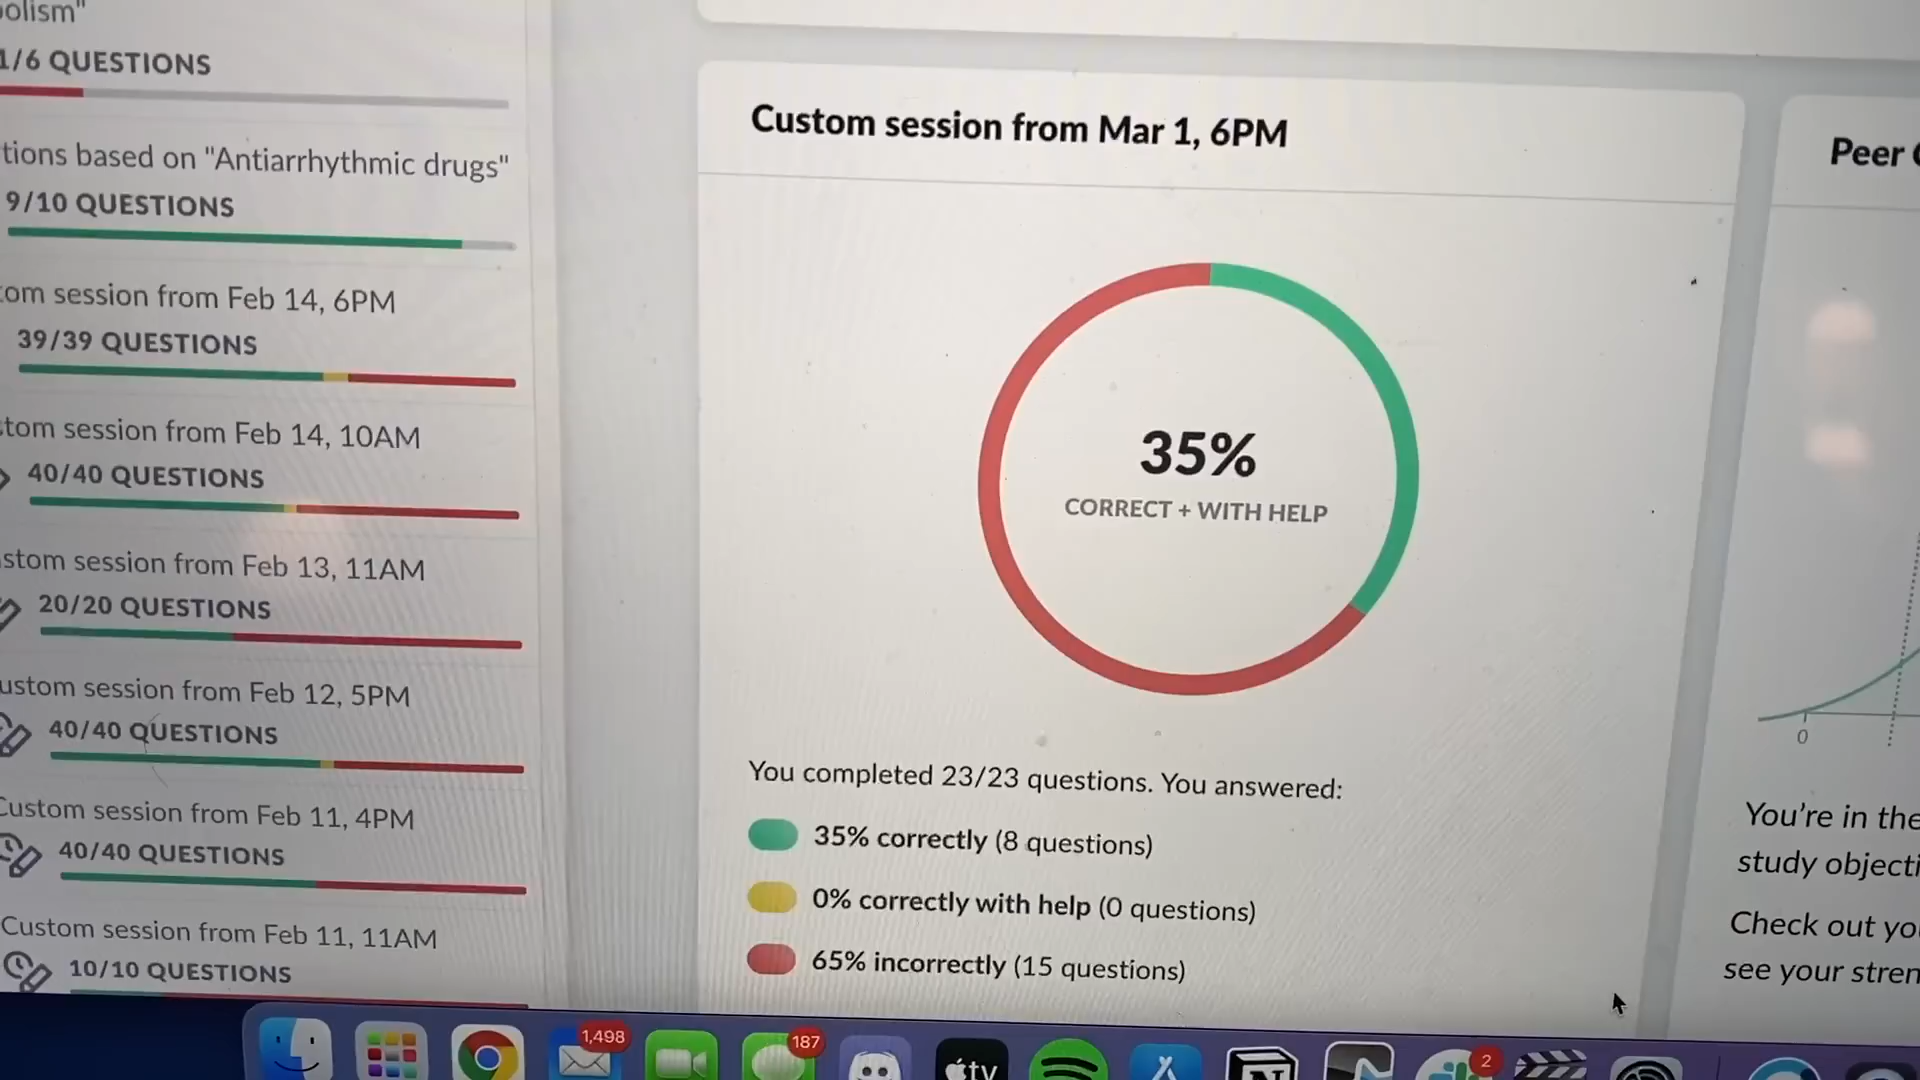 olism"
1/6 QUESTIONS
tions based on "Antiarrhythmic drugs"
9/10 QUESTIONS
om session from Feb 14, 6PM
39/39 QUESTIONS
tom session from Feb 14, 10AM
40/40 QUESTIONS
stom session from Feb 13, 11AM
20/20 QUESTIONS
ustom session from Feb 12, 5PM
40/40 QUESTIONS
Custom session from Feb 11, 4PM
40/40 QUESTIONS
Custom session from Feb 11, 11AM
10/10 QUESTIONS
Custom session from Mar 1, 6PM
35%
CORRECT + WITH HELP
You completed 23/23 questions. You answered:
35% correctly (8 questions)
0% correctly with help (0 questions)
65% incorrectly (15 questions)
Peer
0
You're in the
study objecti
Check out yo
see your stren
1,498
187
tv
N
2